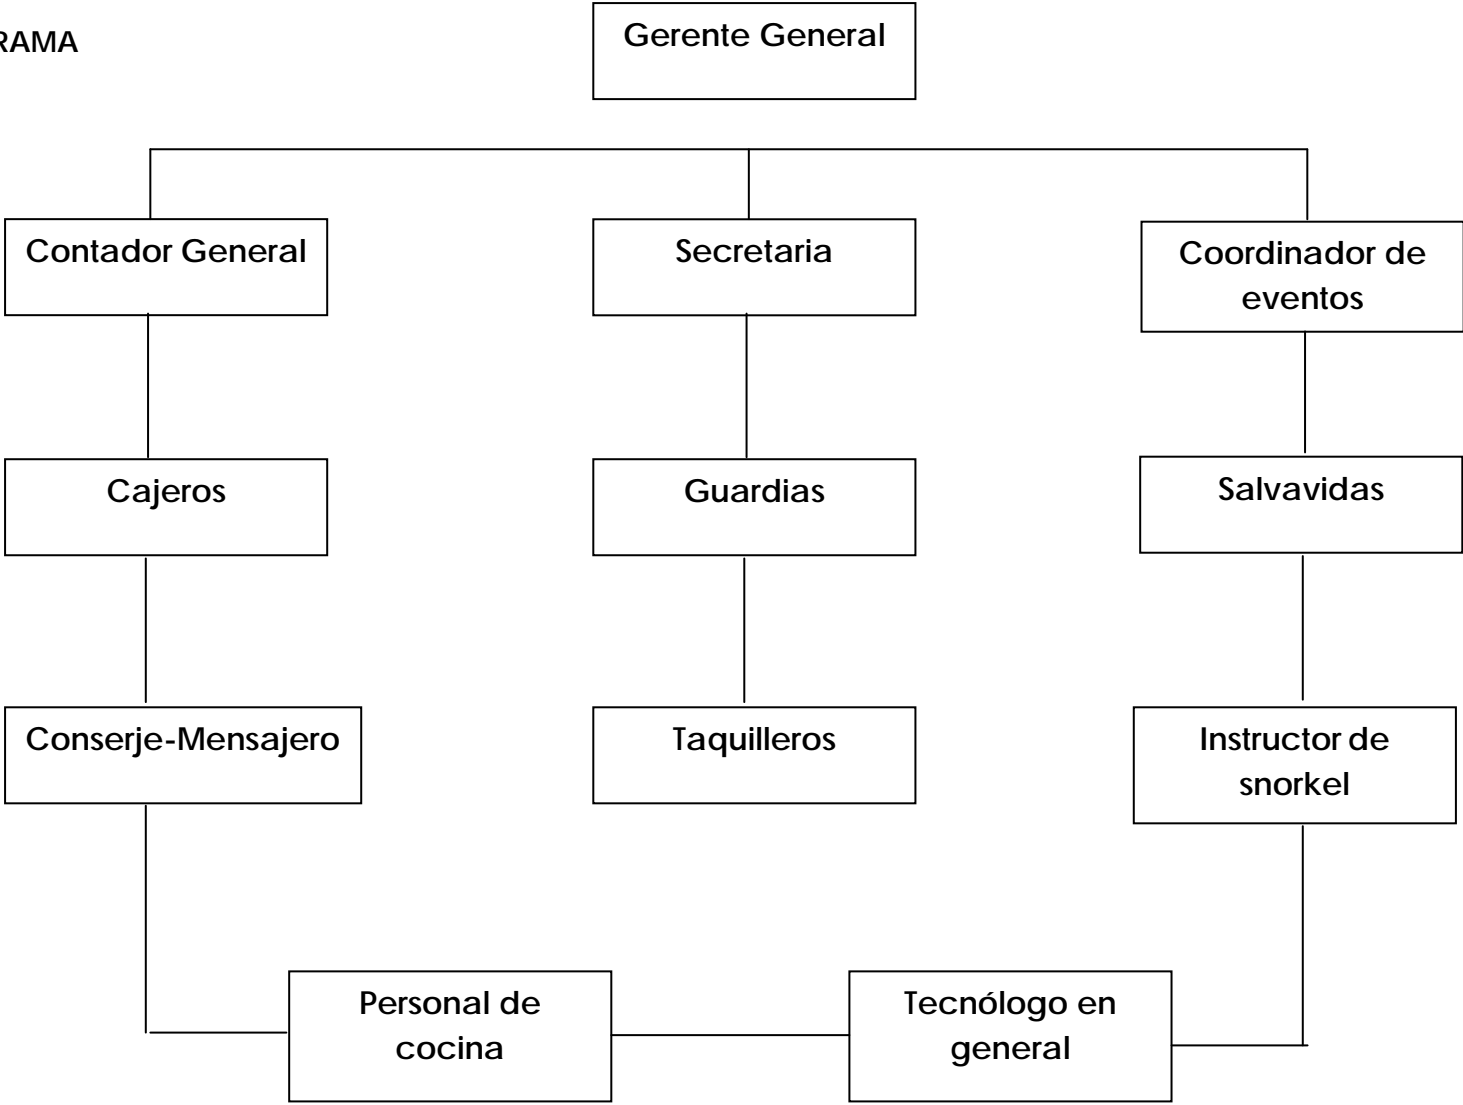 RAMA
Gerente General
Contador General
Secretaria
Coordinador de
eventos
Cajeros
Guardias
Salvavidas
Conserje-Mensajero
Taquilleros
Instructor de
snorkel
Personal de
cocina
Tecnólogo en
general